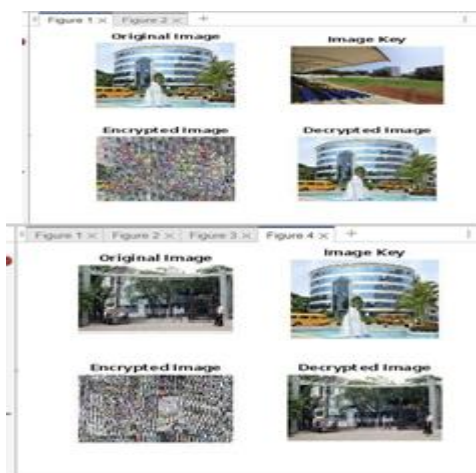 Figure 1 × Figure 2 × +
Original Image
Image Key
Encrypted Image
Decrypted Image
Figure 1 × Figure 2 × Figure 3 × Figure 4 × +
Original Image
Image Key
Encrypted Image
Decrypted Image